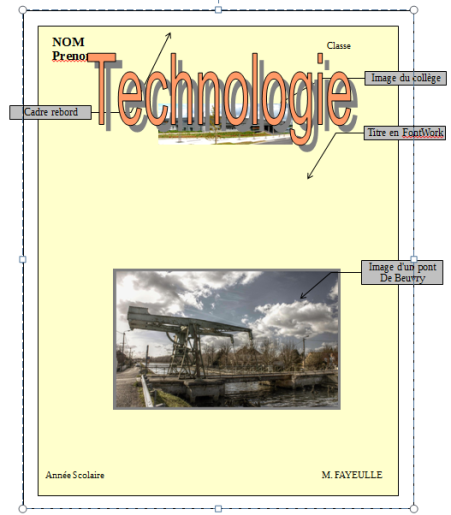 NOM
Prenom
Classe
Technologie
Image du collège
Cadre rebord
Titre en FontWork
Image d'un pont
De Beuvry
Année Scolaire
M. FAYEULLE